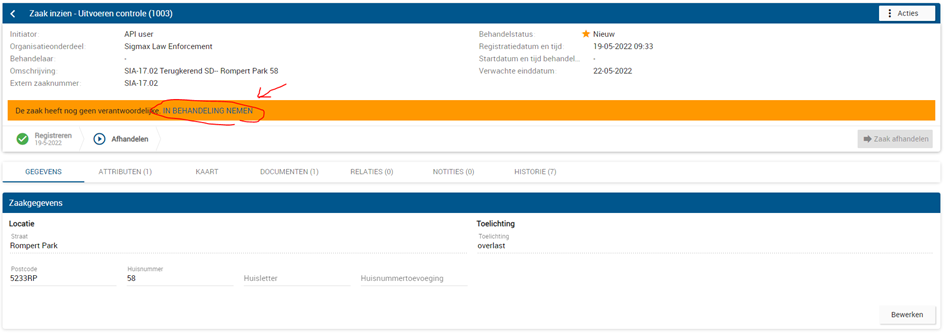 Zaak inzien - Uitvoeren controle (1003)
Acties
Initiator API user
Behandelstatus Nieuw
Organisatieonderdeel Sigmax Law Enforcement
Registratiedatum en tijd 19-05-2022 09:33
Behandelaar -
Startdatum en tijd behandel... -
Omschrijving SIA-17.02 Terugkerend SD-- Rompert Park 58
Verwachte einddatum 22-05-2022
Extern zaaknummer SIA-17.02
De zaak heeft nog geen verantwoordelijke. IN BEHANDELING NEMEN
Registreren
19-5-2022
Afhandelen
Zaak afhandelen
GEGEVENS ATTRIBUTEN (1) KAART DOCUMENTEN (1) RELATIES (0) NOTITIES (0) HISTORIE (7)
Zaakgegevens
Locatie
Straat
Rompert Park
Toelichting
Toelichting
overlast
Postcode
5233RP
Huisnummer
58
Huisletter
Huisnummertoevoeging
Bewerken